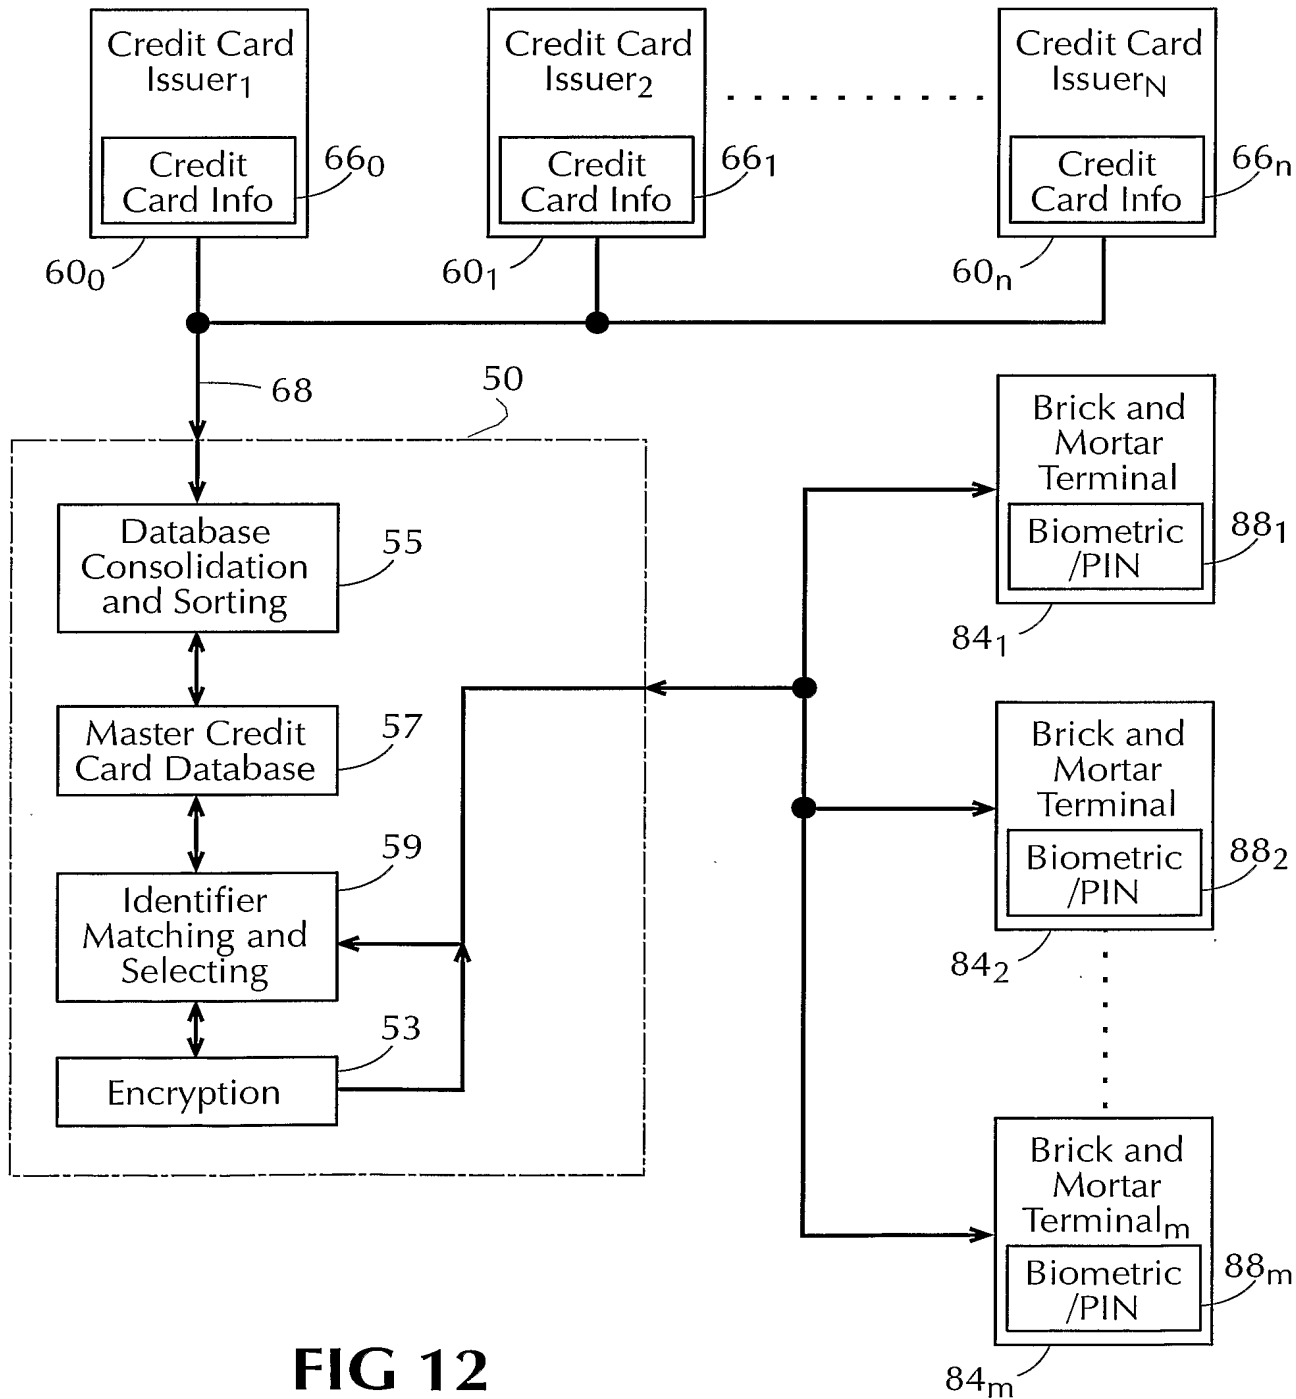 Credit Card
Issuer₁
Credit
Card Info
66₀
60₀
Credit Card
Issuer₂
Credit
Card Info
66₁
60₁
Credit Card
Issuer_N
Credit
Card Info
66ₙ
60ₙ
68
50
Database
Consolidation
and Sorting
55
Master Credit
Card Database
57
Identifier
Matching and
Selecting
59
Encryption
53
Brick and
Mortar
Terminal
Biometric
/PIN
88₁
84₁
Brick and
Mortar
Terminal
Biometric
/PIN
88₂
84₂
Brick and
Mortar
Terminalₘ
Biometric
/PIN
88ₘ
84ₘ
FIG 12